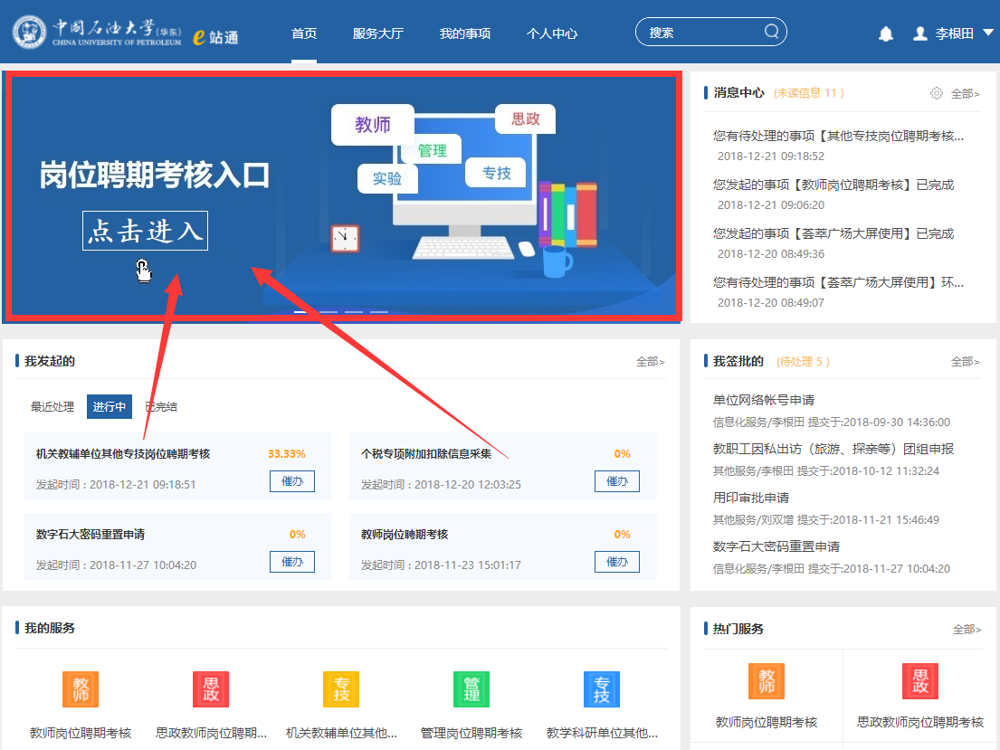 中国石油大学(华东)
CHINA UNIVERSITY OF PETROLEUM
e站通
首页
服务大厅
我的事项
个人中心
搜索
李根田
岗位聘期考核入口
点击进入
教师
思政
管理
实验
专技
消息中心 (未读信息 11 )
全部>
您有待处理的事项【其他专技岗位聘期考核...
2018-12-21 09:18:52
您发起的事项【教师岗位聘期考核】已完成
2018-12-21 09:06:20
您发起的事项【荟萃广场大屏使用】已完成
2018-12-20 08:49:36
您有待处理的事项【荟萃广场大屏使用】环...
2018-12-20 08:49:07
我发起的
全部>
最近处理
进行中
已完结
机关教辅单位其他专技岗位聘期考核
33.33%
发起时间：2018-12-21 09:18:51
催办
个税专项附加扣除信息采集
0%
发起时间：2018-12-20 12:03:25
催办
数字石大密码重置申请
0%
发起时间：2018-11-27 10:04:20
催办
教师岗位聘期考核
0%
发起时间：2018-11-23 15:01:17
催办
我签批的 (待处理 5 )
全部>
单位网络帐号申请
信息化服务/李根田 提交于:2018-09-30 14:36:00
教职工因私出访（旅游、探亲等）团组申报
其他服务/李根田 提交于:2018-10-12 11:32:24
用印审批申请
其他服务/刘双增 提交于:2018-11-21 15:46:49
数字石大密码重置申请
信息化服务/李根田 提交于:2018-11-27 10:04:20
我的服务
教师
教师岗位聘期考核
思政
思政教师岗位聘期...
专技
机关教辅单位其他...
管理
管理岗位聘期考核
专技
教学科研单位其他...
热门服务
全部>
教师
教师岗位聘期考核
思政
思政教师岗位聘期考核